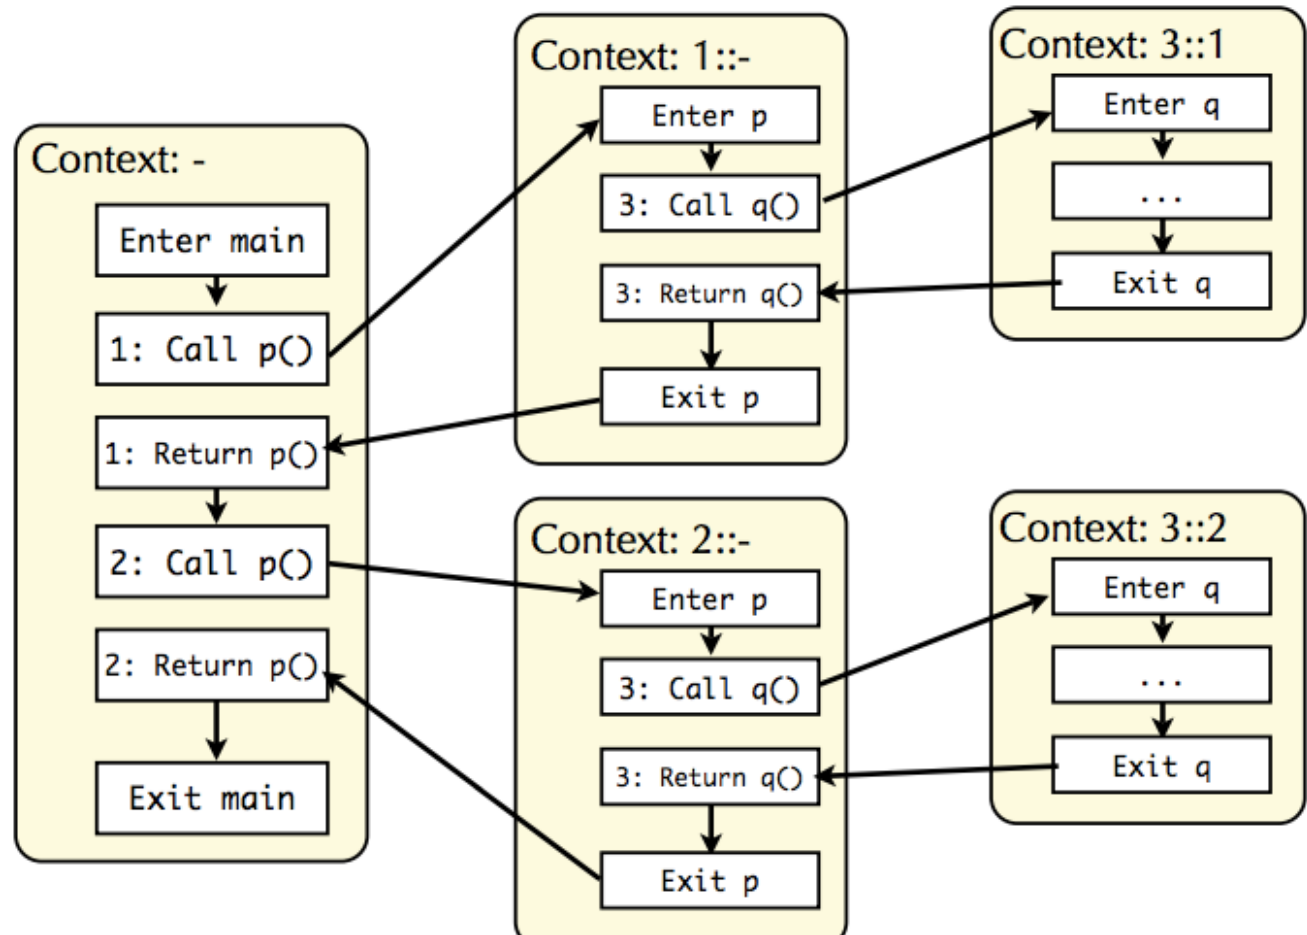 Context: -
Enter main
1: Call p()
1: Return p()
2: Call p()
2: Return p()
Exit main
Context: 1::-
Enter p
3: Call q()
3: Return q()
Exit p
Context: 3::1
Enter q
...
Exit q
Context: 2::-
Enter p
3: Call q()
3: Return q()
Exit p
Context: 3::2
Enter q
...
Exit q